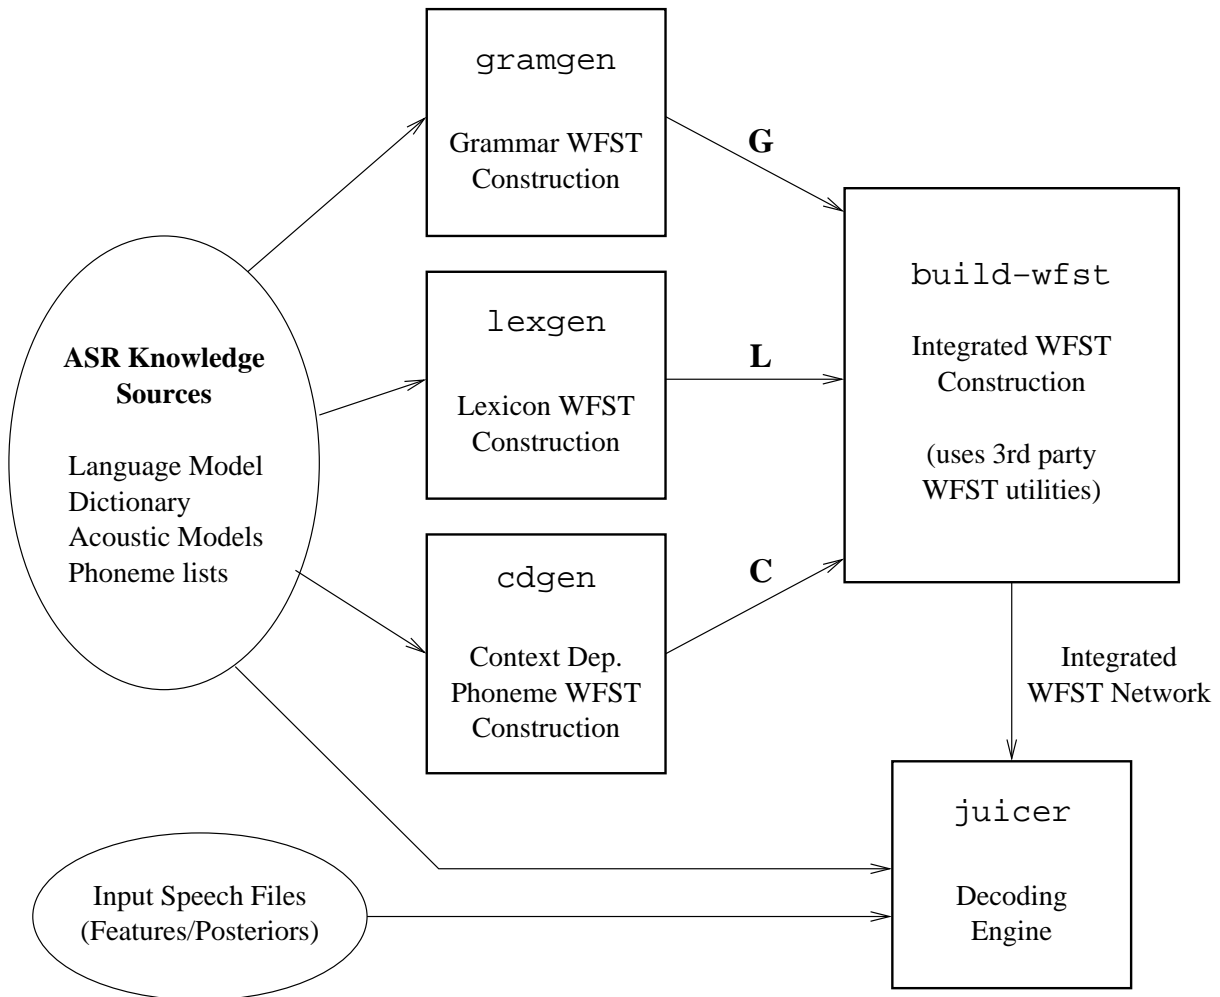 gramgen
Grammar WFST
Construction
G
lexgen
Lexicon WFST
Construction
L
cdgen
Context Dep.
Phoneme WFST
Construction
C
ASR Knowledge
Sources
Language Model
Dictionary
Acoustic Models
Phoneme lists
build-wfst
Integrated WFST
Construction
(uses 3rd party
WFST utilities)
Integrated
WFST Network
juicer
Decoding
Engine
Input Speech Files
(Features/Posteriors)